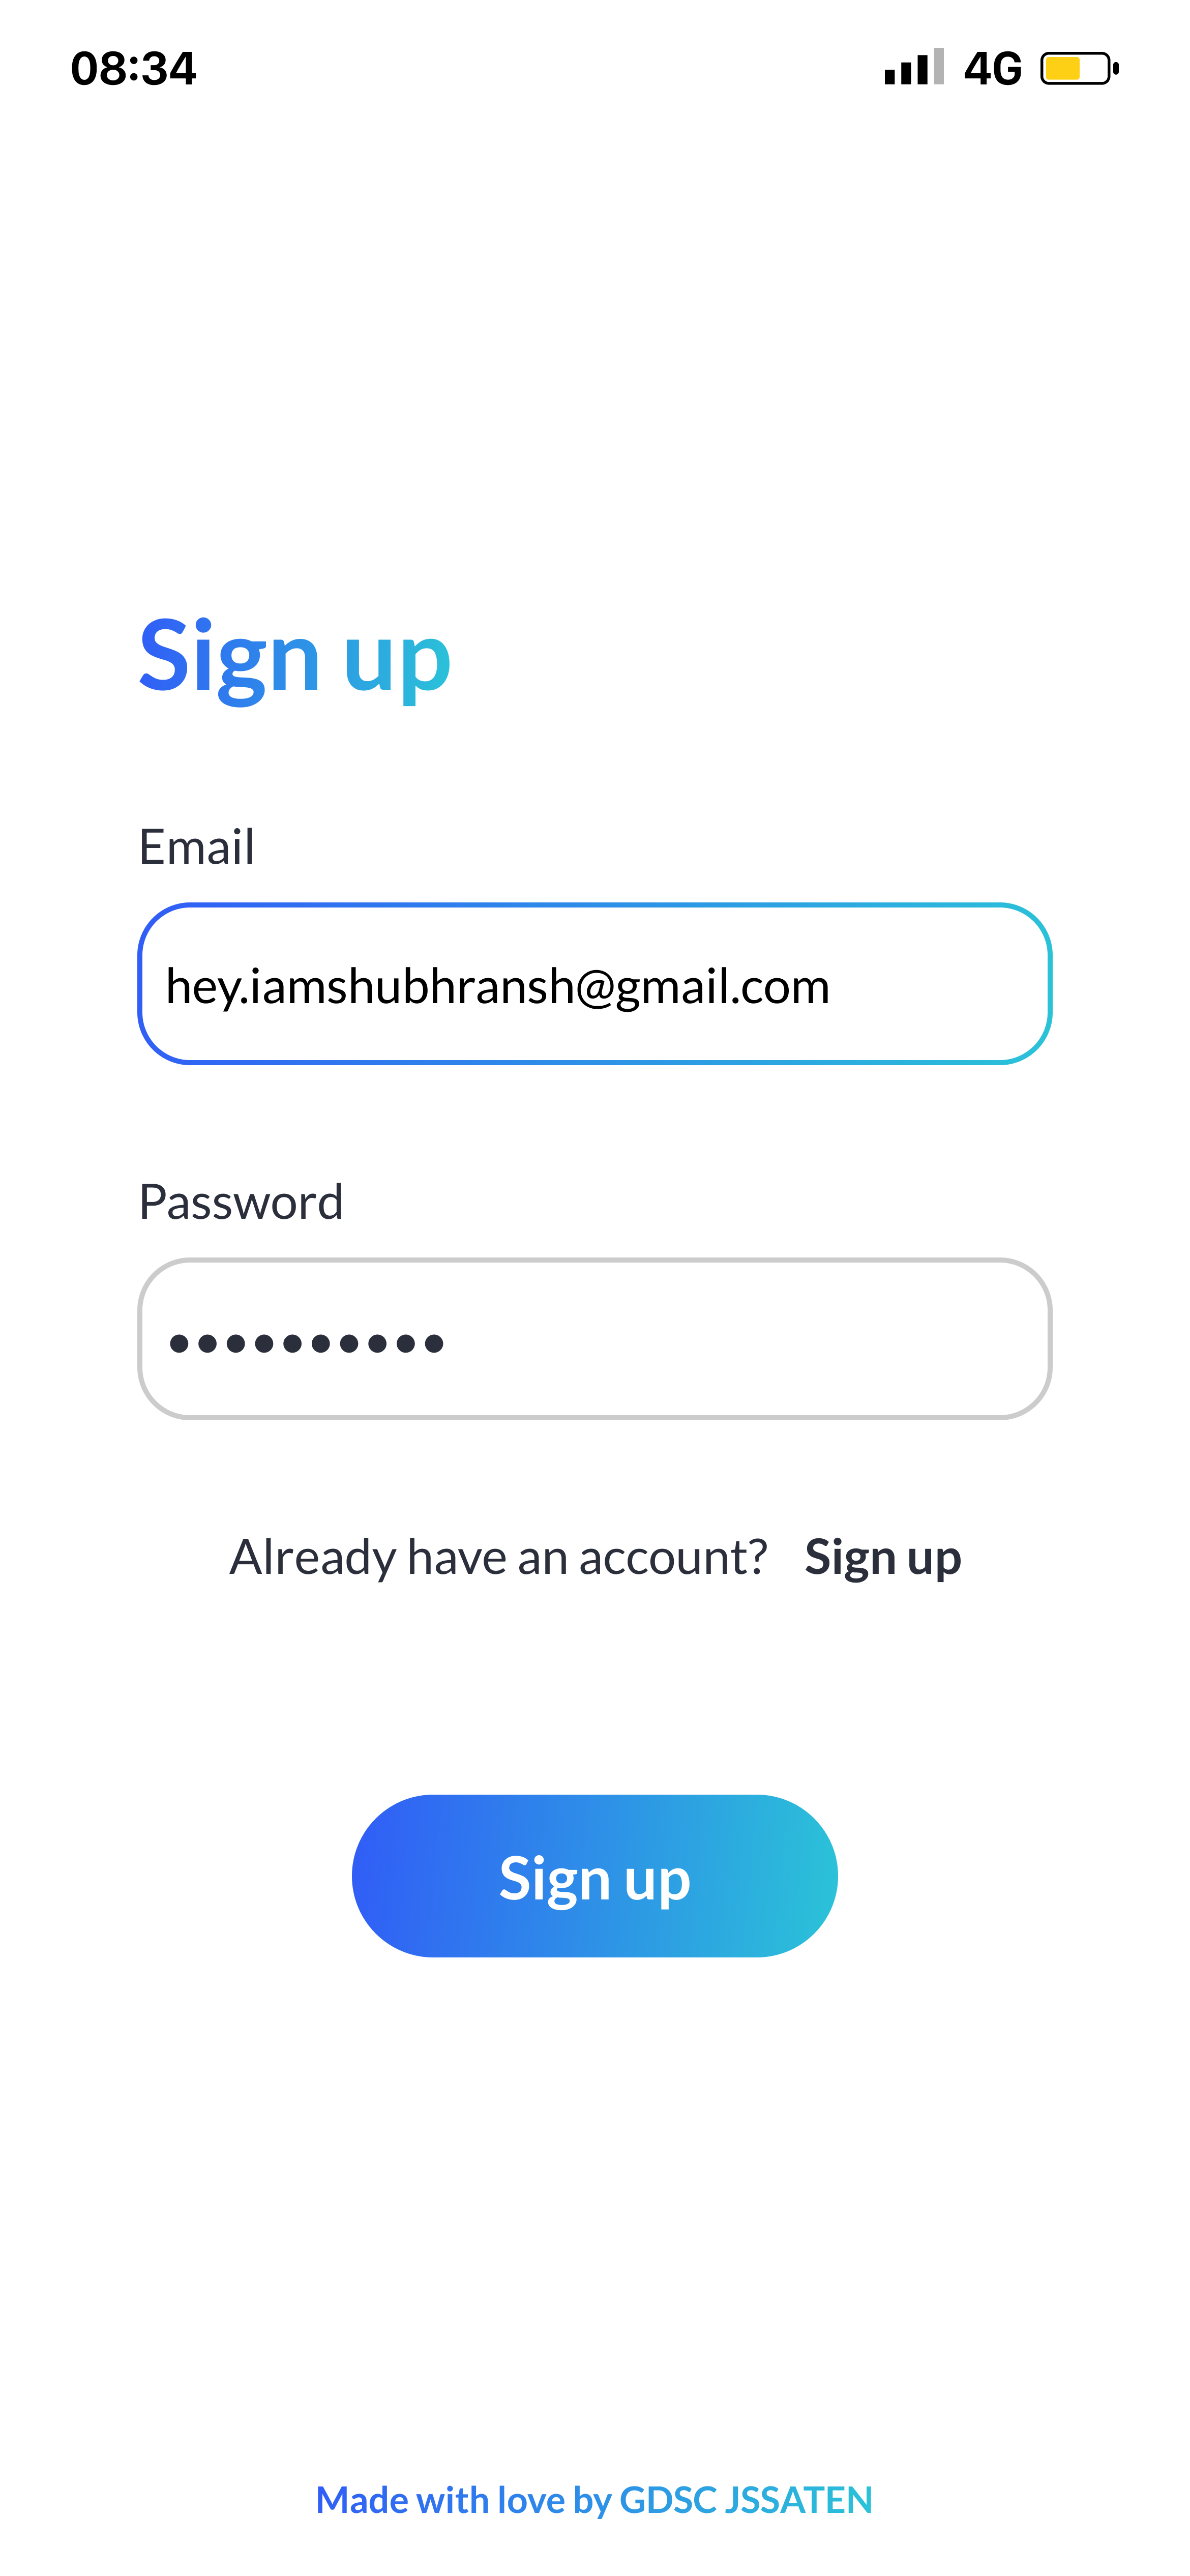 08:34 4G
Sign up
Email
hey.iamshubhransh@gmail.com
Password
••••••••••
Already have an account? Sign up
Sign up
Made with love by GDSC JSSATEN